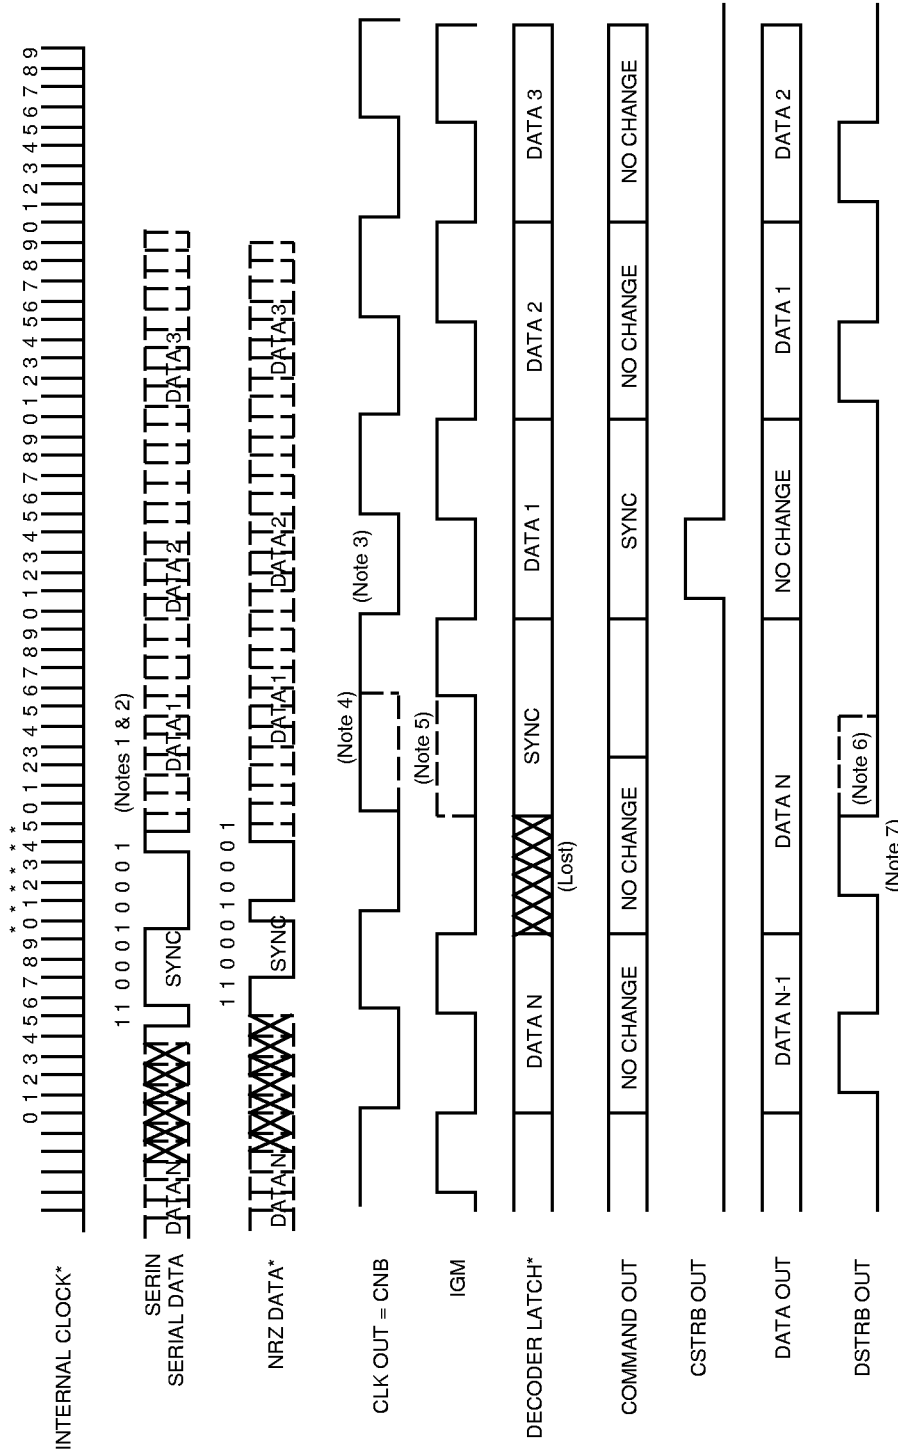 * * * * * *
INTERNAL CLOCK* 0 1 2 3 4 5 6 7 8 9 0 1 2 3 4 5 0 1 2 3 4 5 6 7 8 9 0 1 2 3 4 5 6 7 8 9 0 1 2 3 4 5 6 7 8 9 0 1 2 3 4 5 6 7 8 9
1 1 0 0 0 1 0 0 0 1 (Notes 1 & 2)
SERIN
SERIAL DATA DATA N SYNC DATA 1 DATA 2 DATA 3
1 1 0 0 0 1 0 0 0 1
NRZ DATA* DATA N SYNC DATA 1 DATA 2 DATA 3
(Note 4) (Note 3)
CLK OUT = CNB
(Note 5)
IGM
DECODER LATCH* DATA N SYNC DATA 1 DATA 2 DATA 3
(Lost)
COMMAND OUT NO CHANGE NO CHANGE SYNC NO CHANGE NO CHANGE
CSTRB OUT
DATA OUT DATA N-1 DATA N NO CHANGE DATA 1 DATA 2
DSTRB OUT (Note 6)
(Note 7)